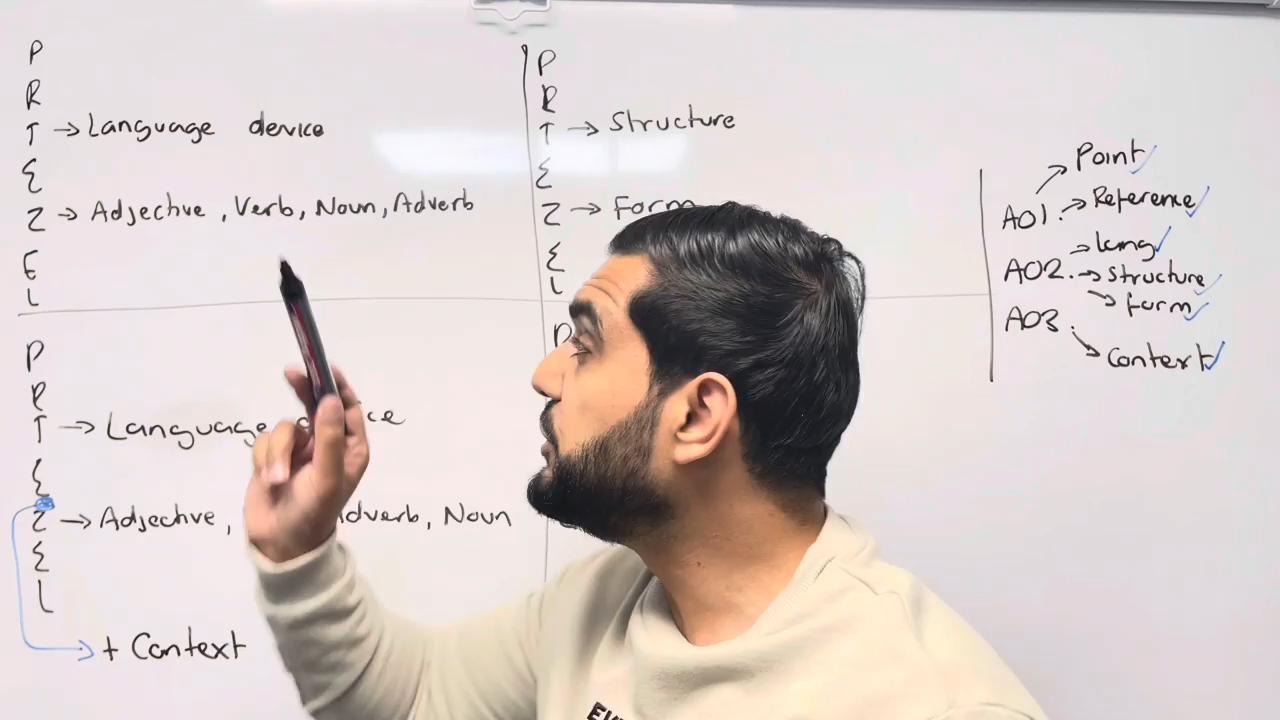 P
R
T → Language device
E
Z → Adjective, Verb, Noun, Adverb
E
L
P
R
T → Structure
E
Z → Form
E
L
P
R
T → Language
E
Z → Adjective, Adverb, Noun
E
L
→ + Context
P
AO1. → Point ✓
→ Reference ✓
AO2. → lang ✓
→ Structure ✓
→ form ✓
AO3. → Context ✓